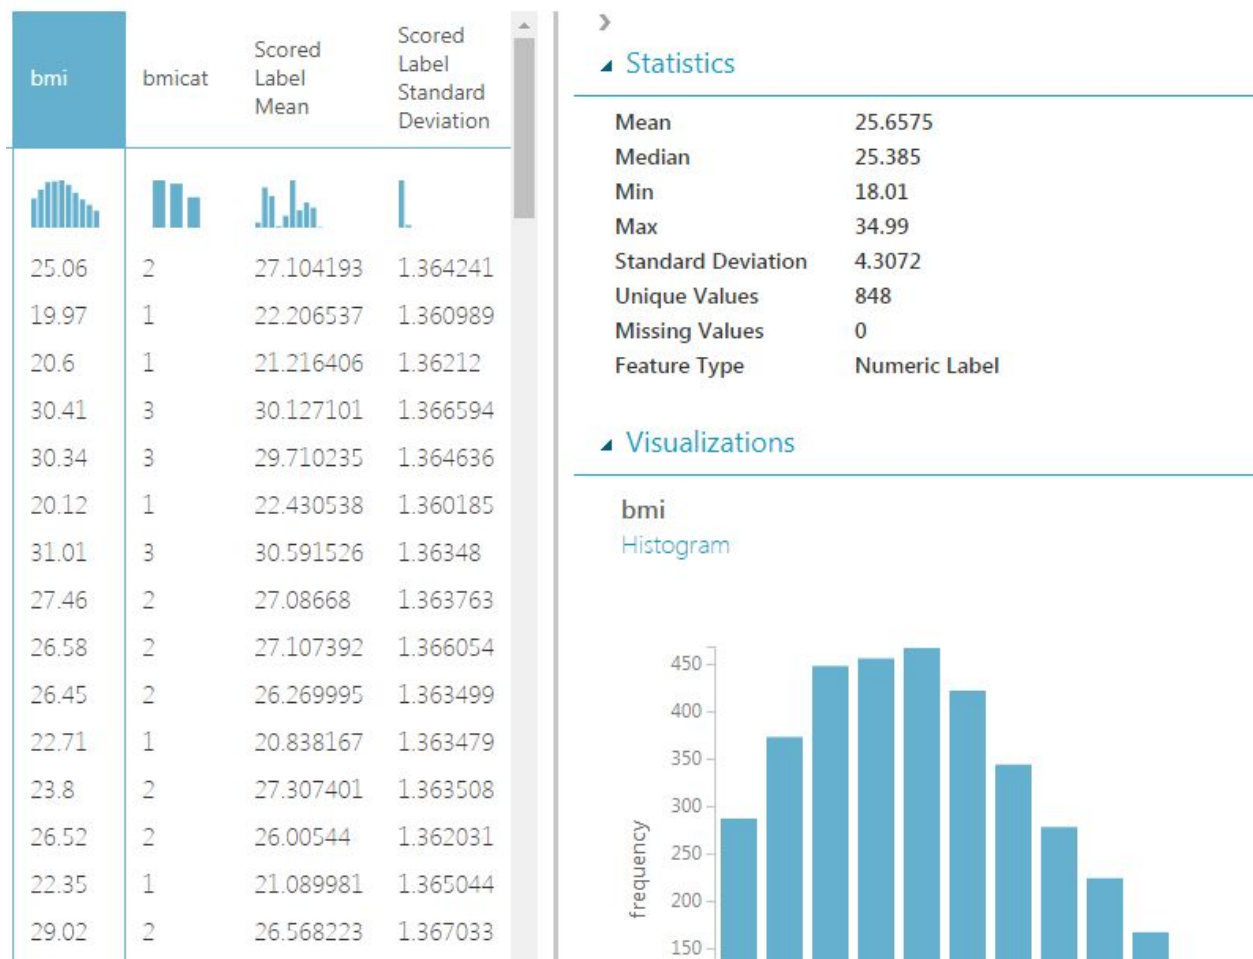 bmi bmicat Scored Label Mean Scored Label Standard Deviation
25.06 2 27.104193 1.364241
19.97 1 22.206537 1.360989
20.6 1 21.216406 1.36212
30.41 3 30.127101 1.366594
30.34 3 29.710235 1.364636
20.12 1 22.430538 1.360185
31.01 3 30.591526 1.36348
27.46 2 27.08668 1.363763
26.58 2 27.107392 1.366054
26.45 2 26.269995 1.363499
22.71 1 20.838167 1.363479
23.8 2 27.307401 1.363508
26.52 2 26.00544 1.362031
22.35 1 21.089981 1.365044
29.02 2 26.568223 1.367033
Statistics
Mean 25.6575
Median 25.385
Min 18.01
Max 34.99
Standard Deviation 4.3072
Unique Values 848
Missing Values 0
Feature Type Numeric Label
Visualizations
bmi
Histogram
450
400
350
300
250
200
150
frequency